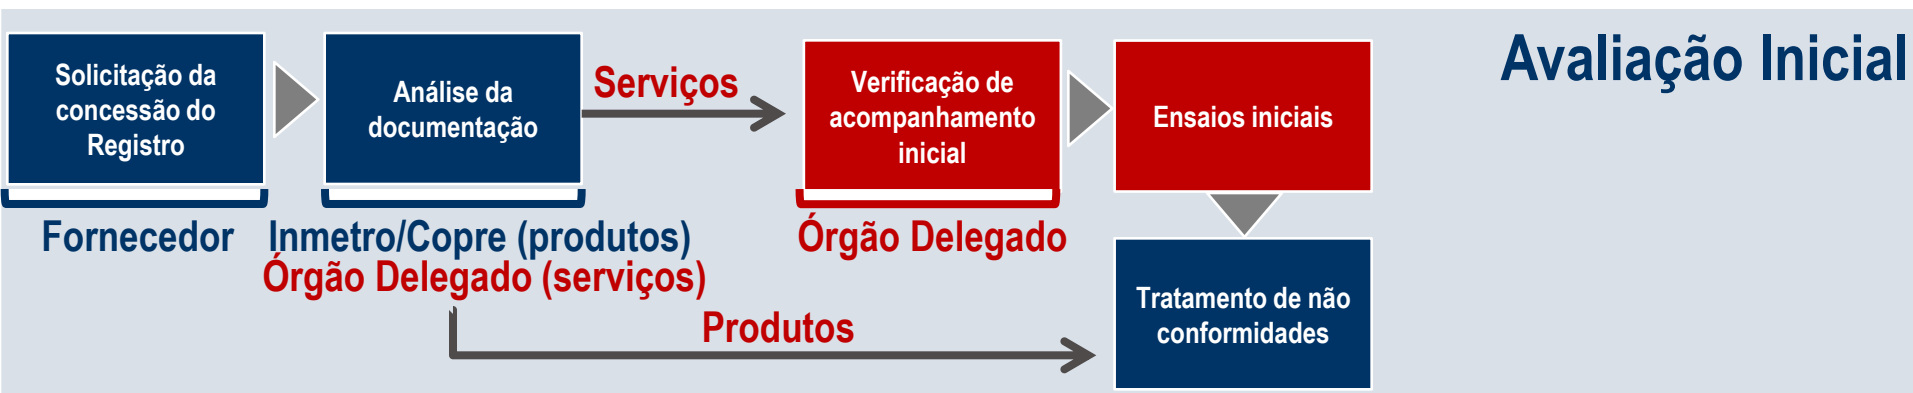 Avaliação Inicial
Solicitação da
concessão do
Registro
Análise da
documentação
Serviços
Verificação de
acompanhamento
inicial
Ensaios iniciais
Fornecedor
Inmetro/Copre (produtos)
Órgão Delegado (serviços)
Órgão Delegado
Produtos
Tratamento de não
conformidades